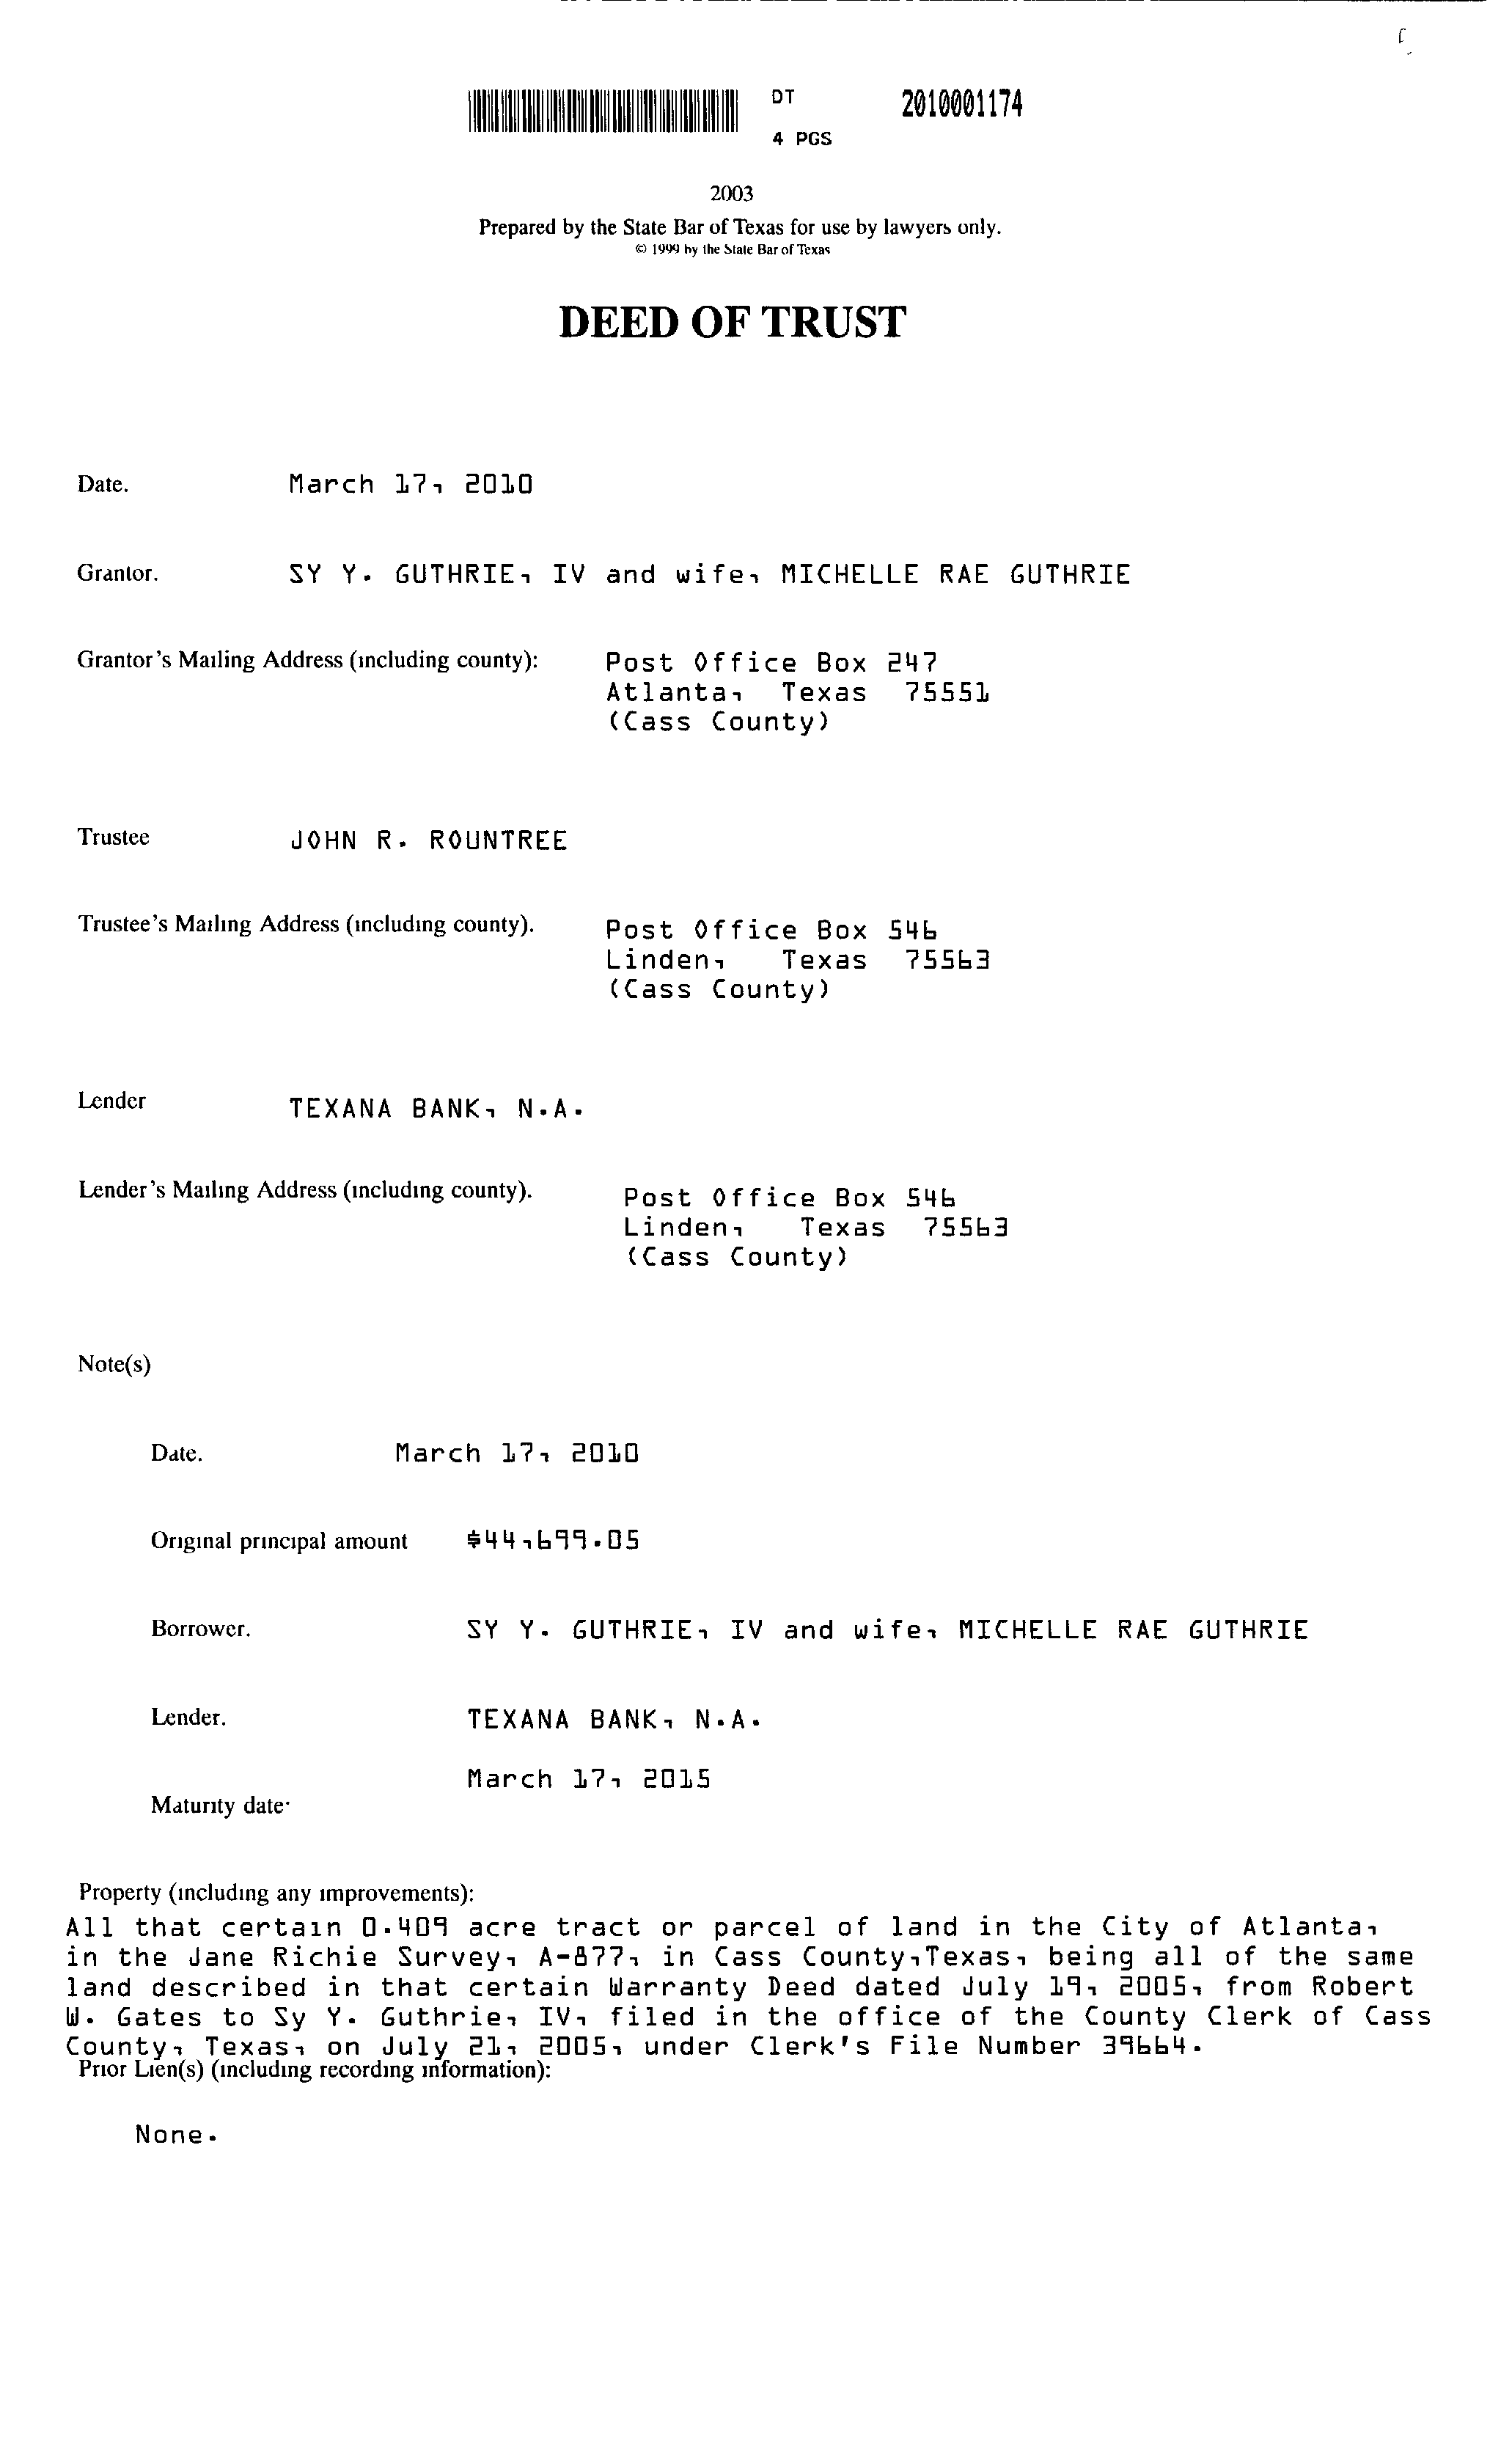 DT 2010001174
4 PGS
2003
Prepared by the State Bar of Texas for use by lawyers only.
© 1999 by the State Bar of Texas
DEED OF TRUST
Date. March 17, 2010
Grantor. SY Y. GUTHRIE, IV and wife, MICHELLE RAE GUTHRIE
Grantor's Mailing Address (including county): Post Office Box 247
Atlanta, Texas 75551
(Cass County)
Trustee JOHN R. ROUNTREE
Trustee's Mailing Address (including county). Post Office Box 546
Linden, Texas 75563
(Cass County)
Lender TEXANA BANK, N.A.
Lender's Mailing Address (including county). Post Office Box 546
Linden, Texas 75563
(Cass County)
Note(s)
Date. March 17, 2010
Original principal amount $44,699.05
Borrower. SY Y. GUTHRIE, IV and wife, MICHELLE RAE GUTHRIE
Lender. TEXANA BANK, N.A.
March 17, 2015
Maturity date·
Property (including any improvements):
All that certain 0.409 acre tract or parcel of land in the City of Atlanta,
in the Jane Richie Survey, A-877, in Cass County,Texas, being all of the same
land described in that certain Warranty Deed dated July 19, 2005, from Robert
W. Gates to Sy Y. Guthrie, IV, filed in the office of the County Clerk of Cass
County, Texas, on July 21, 2005, under Clerk's File Number 39664.
Prior Lien(s) (including recording information):
None.